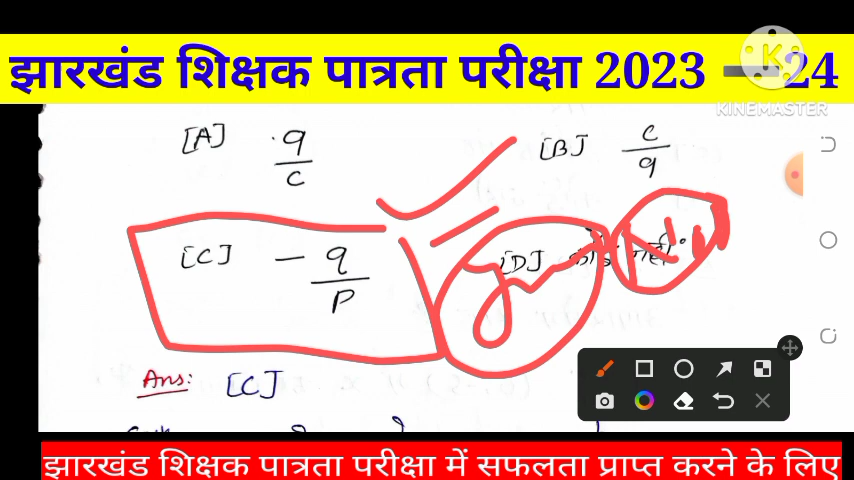 झारखंड शिक्षक पात्रता परीक्षा 2023 — 24
KINEMASTER
[A] q/c [B] c/q
[C] - q/p [D]
Ans: [C]
झारखंड शिक्षक पात्रता परीक्षा में सफलता प्राप्त करने के लिए